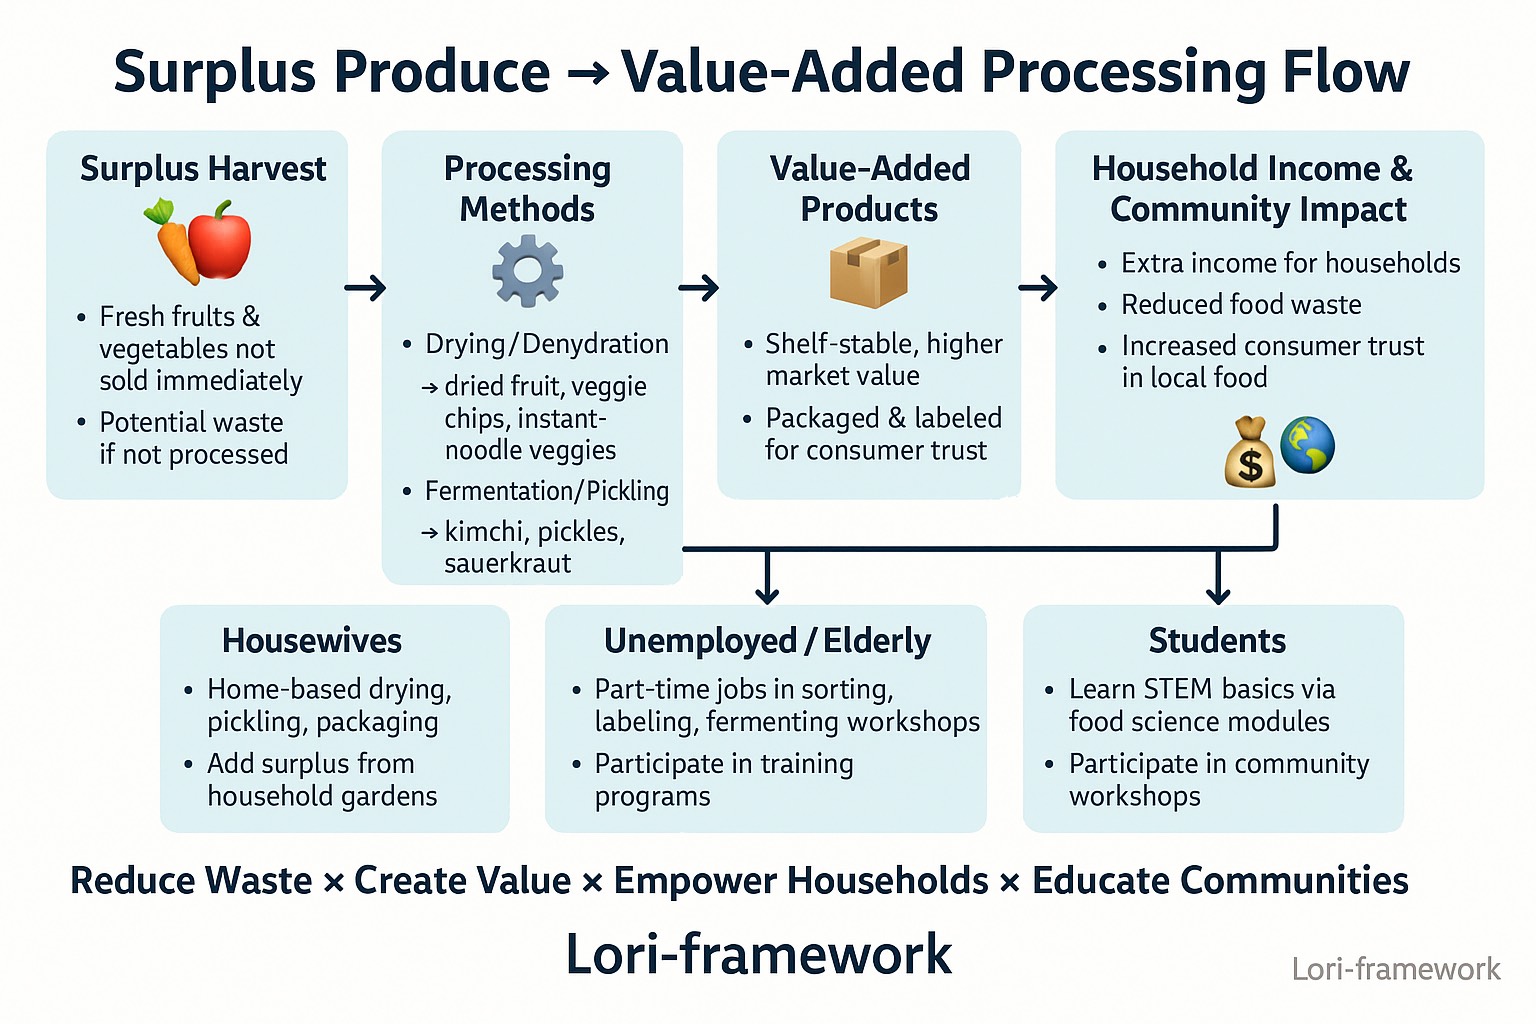 Surplus Produce → Value-Added Processing Flow
Surplus Harvest
• Fresh frults &
vegetables not
sold immediately
• Potential waste
if not processed
Processing
Methods
• Drying/Denydration
→ dried fruit, veggie
chips, instant-
noodle veggies
• Fermentation/Pickling
→ kimchi, pickles,
sauerkraut
Value-Added
Products
• Shelf-stable, higher
market value
• Packaged & labeled
for consumer trust
Household Income &
Community Impact
• Extra income for households
• Reduced food waste
• Increased consumer trust
in local food
$
Housewives
• Home-based drying,
pickling, packaging
• Add surplus from
household gardens
Unemployed / Elderly
• Part-time jobs in sorting,
labeling, fermenting workshops
• Participate in training
programs
Students
• Learn STEM basics via
food science modules
• Participate in community
workshops
Reduce Waste × Create Value × Empower Households × Educate Communities
Lori-framework
Lori-framework